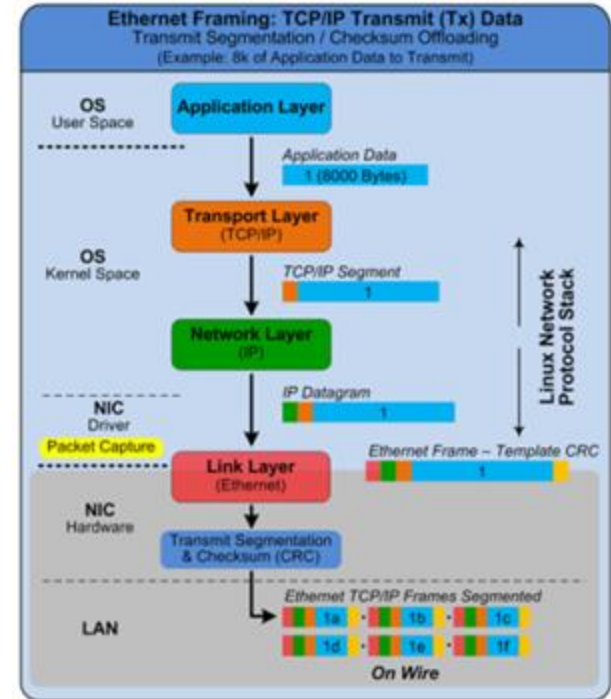 Ethernet Framing: TCP/IP Transmit (Tx) Data
Transmit Segmentation / Checksum Offloading
(Example: 8k of Application Data to Transmit)
OS
User Space
Application Layer
Application Data
1 (8000 Bytes)
Transport Layer
(TCP/IP)
OS
Kernel Space
TCP/IP Segment
1
Network Layer
(IP)
Linux Network
Protocol Stack
IP Datagram
1
NIC
Driver
Packet Capture
Link Layer
(Ethernet)
Ethernet Frame – Template CRC
1
NIC
Hardware
Transmit Segmentation
& Checksum (CRC)
LAN
Ethernet TCP/IP Frames Segmented
1a 1b 1c
1d 1e 1f
On Wire